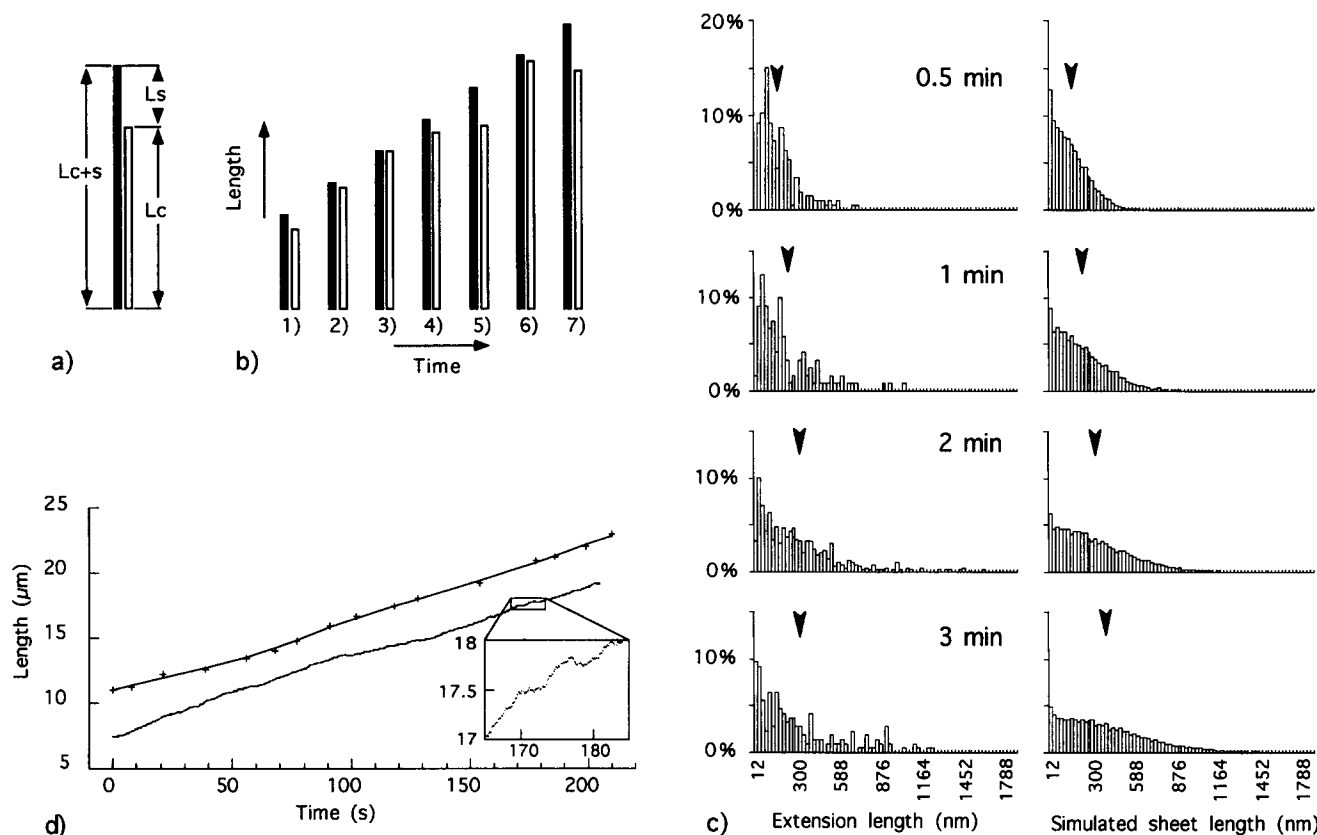 Lc+s
Ls
Lc
a)
Length
1) 2) 3) 4) 5) 6) 7)
Time
b)
20%
10%
0%
0.5 min
10%
0%
1 min
10%
0%
2 min
10%
0%
3 min
12 300 588 876 1164 1452 1788
12 300 588 876 1164 1452 1788
c) Extension length (nm) Simulated sheet length (nm)
25
20
15
10
5
Length (µm)
18
17.5
17
170 180
0 50 100 150 200
Time (s)
d)